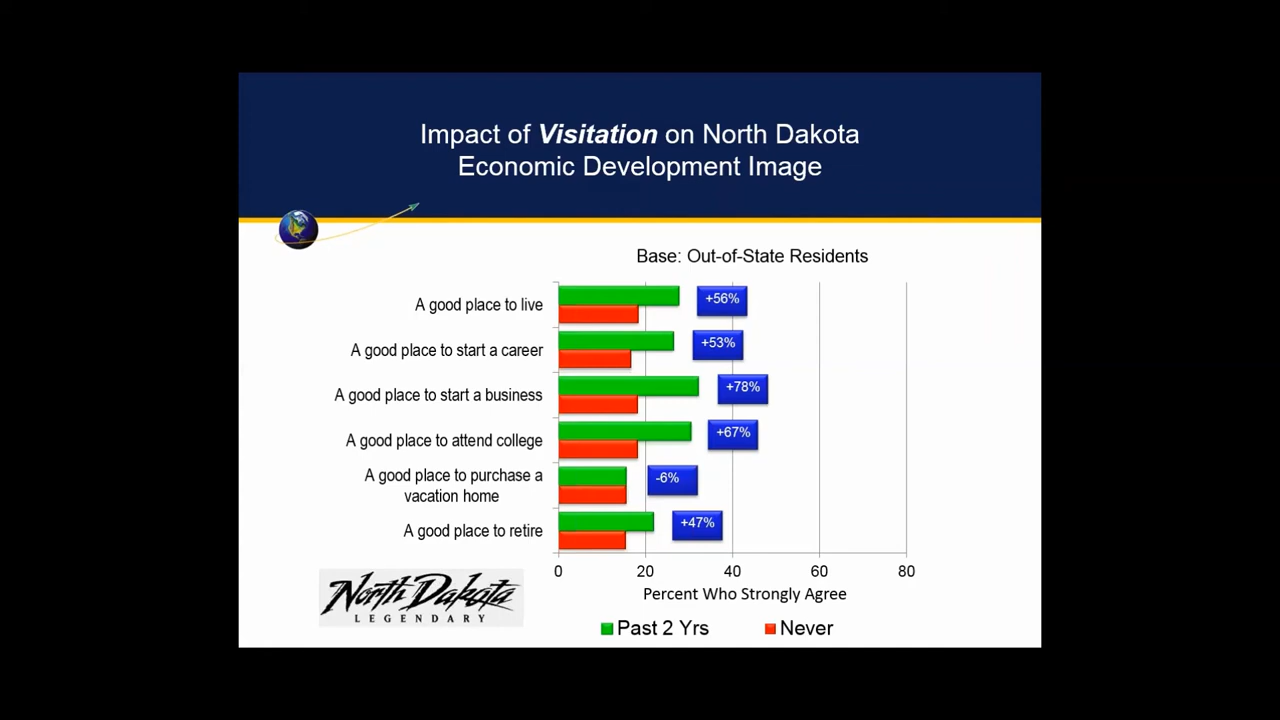 Impact of Visitation on North Dakota
Economic Development Image
Base: Out-of-State Residents
A good place to live
+56%
A good place to start a career
+53%
A good place to start a business
+78%
A good place to attend college
+67%
A good place to purchase a
vacation home
-6%
A good place to retire
+47%
0 20 40 60 80
Percent Who Strongly Agree
Past 2 Yrs Never
North Dakota
LEGENDARY